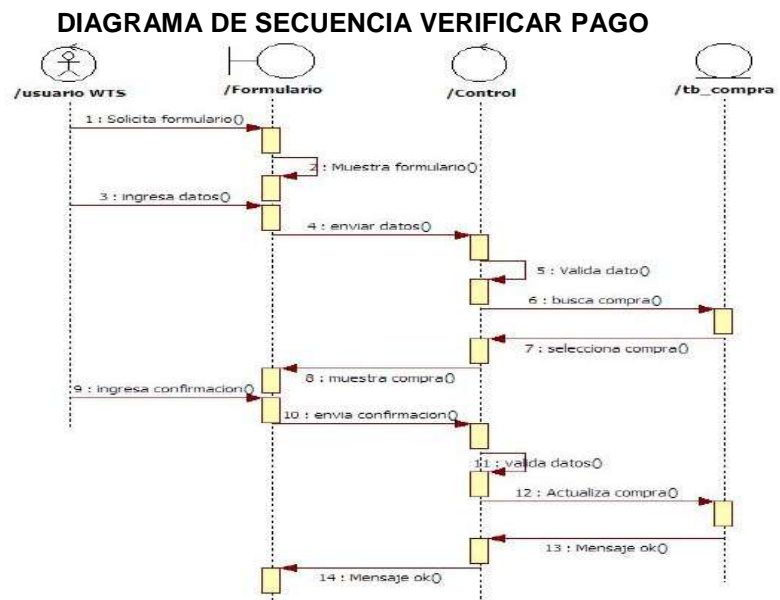 DIAGRAMA DE SECUENCIA VERIFICAR PAGO
/usuario WTS
/Formulario
/Control
/tb_compra
1 : Solicita formulario()
2 : Muestra formulario()
3 : ingresa datos()
4 : enviar datos()
5 : Valida dato()
6 : busca compra()
7 : selecciona compra()
8 : muestra compra()
9 : ingresa confirmacion()
10 : envia confirmacion()
11 : valida datos()
12 : Actualiza compra()
13 : Mensaje ok()
14 : Mensaje ok()